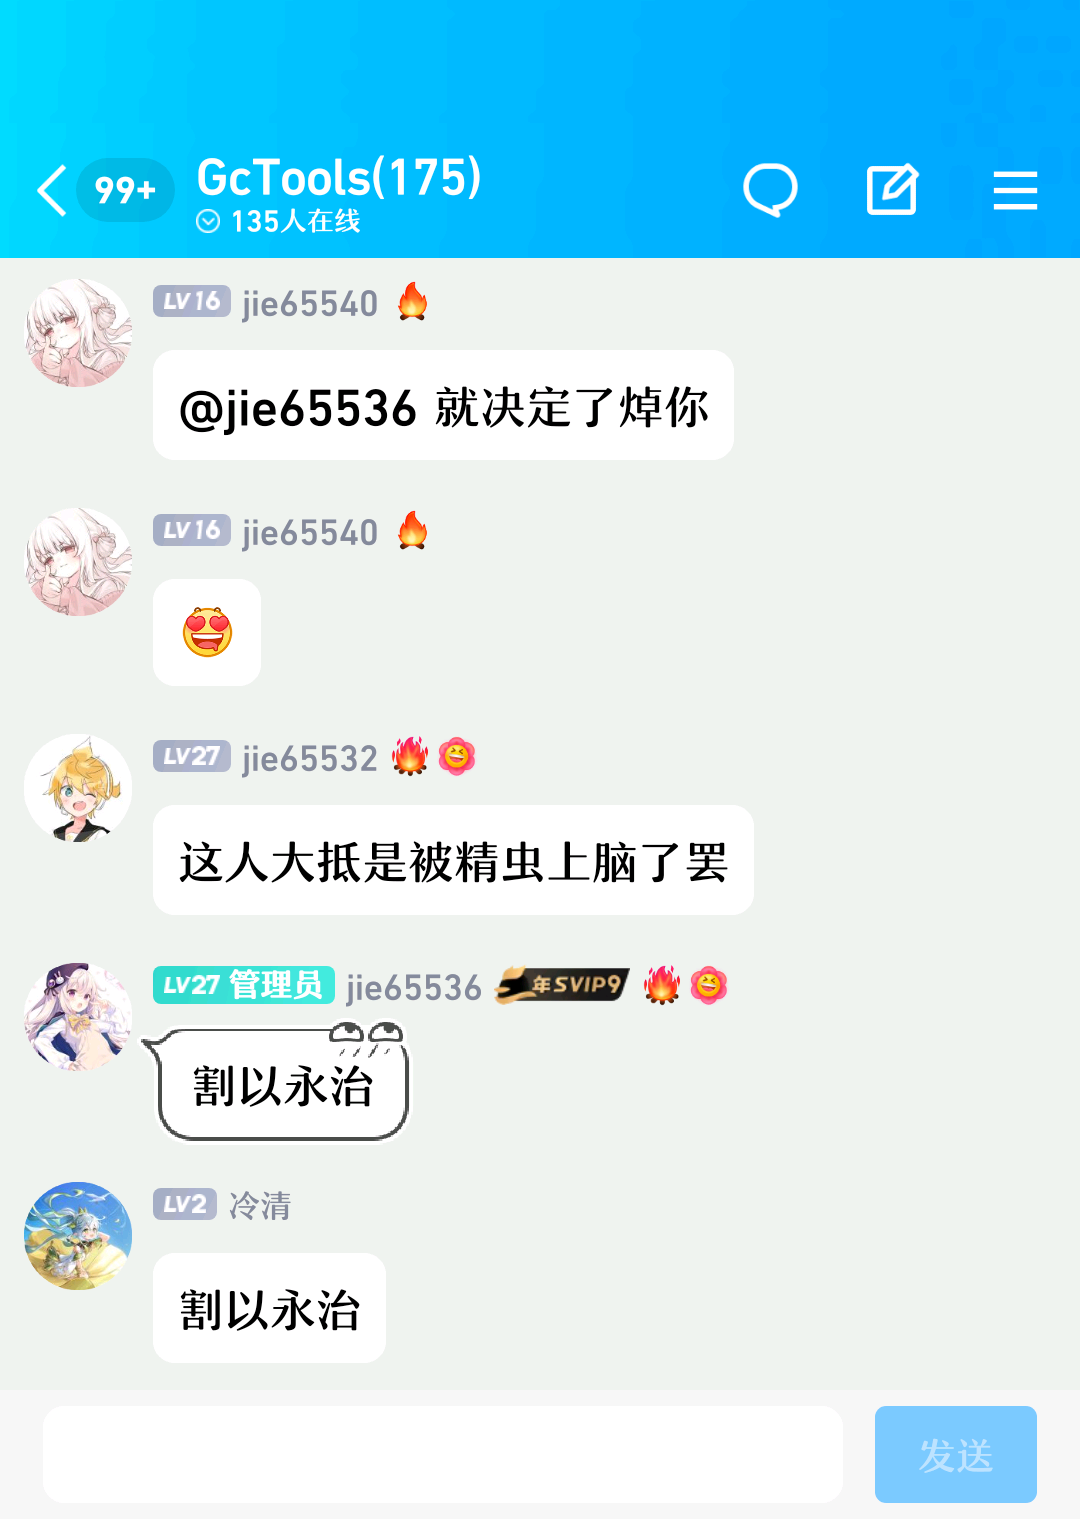 99+
GcTools(175)
135人在线
LV16 jie65540
@jie65536 就决定了焯你
LV16 jie65540
LV27 jie65532
这人大抵是被精虫上脑了罢
LV27 管理员 jie65536 年SVIP9
割以永治
LV2 冷清
割以永治
发送